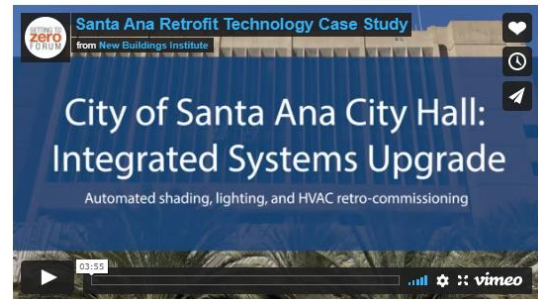 GETTING TO
zero
FORUM
Santa Ana Retrofit Technology Case Study
from New Buildings Institute
City of Santa Ana City Hall:
Integrated Systems Upgrade
Automated shading, lighting, and HVAC retro-commissioning
03:55
vimeo